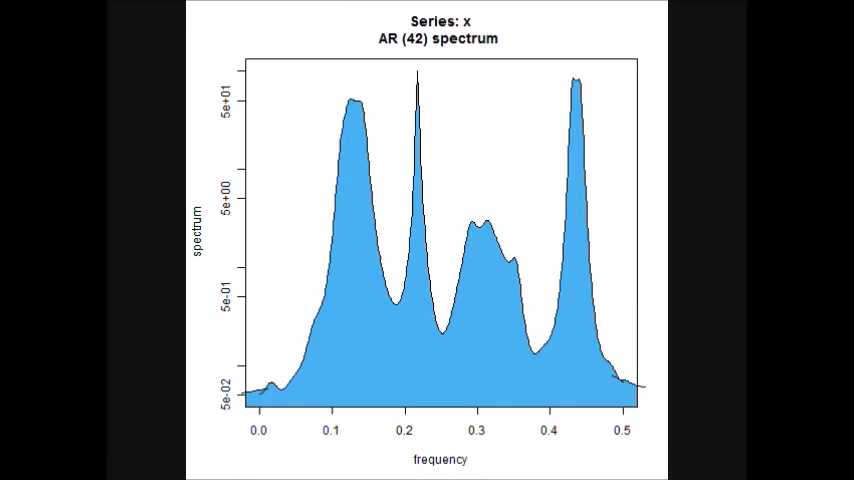 Series: x
AR (42) spectrum
5e+01
5e+00
5e-01
5e-02
spectrum
0.0 0.1 0.2 0.3 0.4 0.5
frequency